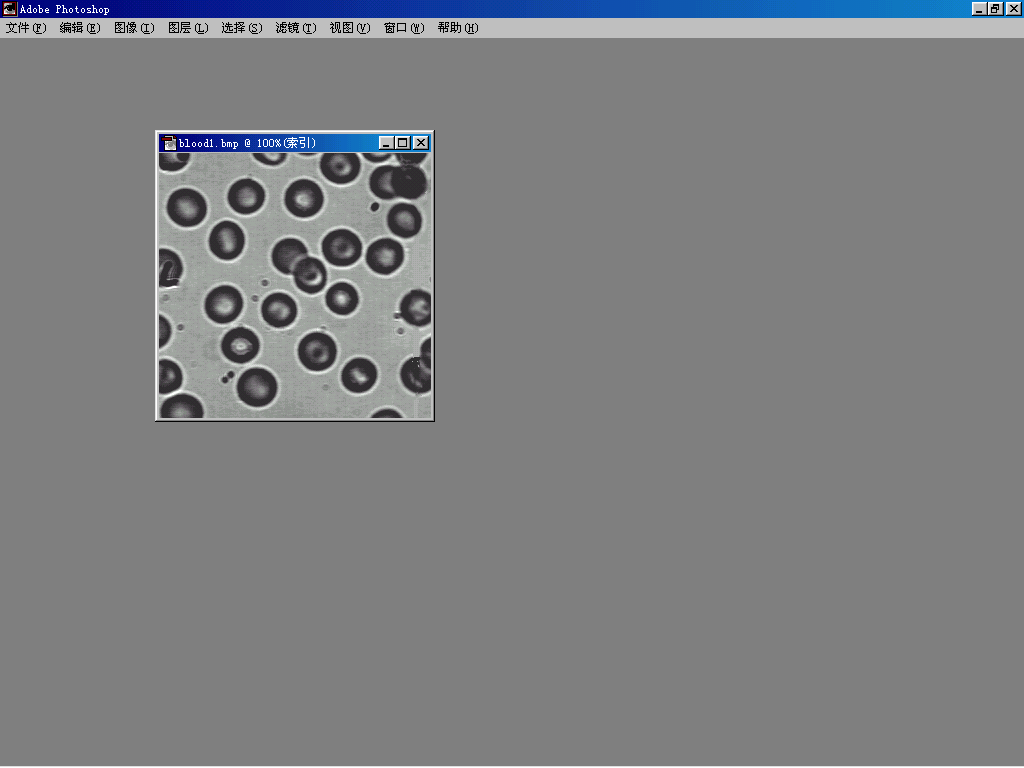 Adobe Photoshop
文件(F) 编辑(E) 图像(I) 图层(L) 选择(S) 滤镜(T) 视图(V) 窗口(W) 帮助(H)
blood1.bmp @ 100%(索引)